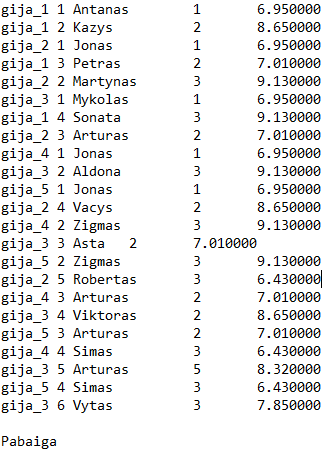 gija_1 1 Antanas 1 6.950000
gija_1 2 Kazys 2 8.650000
gija_2 1 Jonas 1 6.950000
gija_1 3 Petras 2 7.010000
gija_2 2 Martynas 3 9.130000
gija_3 1 Mykolas 1 6.950000
gija_1 4 Sonata 3 9.130000
gija_2 3 Arturas 2 7.010000
gija_4 1 Jonas 1 6.950000
gija_3 2 Aldona 3 9.130000
gija_5 1 Jonas 1 6.950000
gija_2 4 Vacys 2 8.650000
gija_4 2 Zigmas 3 9.130000
gija_3 3 Asta 2 7.010000
gija_5 2 Zigmas 3 9.130000
gija_2 5 Robertas 3 6.430000
gija_4 3 Arturas 2 7.010000
gija_3 4 Viktoras 2 8.650000
gija_5 3 Arturas 2 7.010000
gija_4 4 Simas 3 6.430000
gija_3 5 Arturas 5 8.320000
gija_5 4 Simas 3 6.430000
gija_3 6 Vytas 3 7.850000
Pabaiga